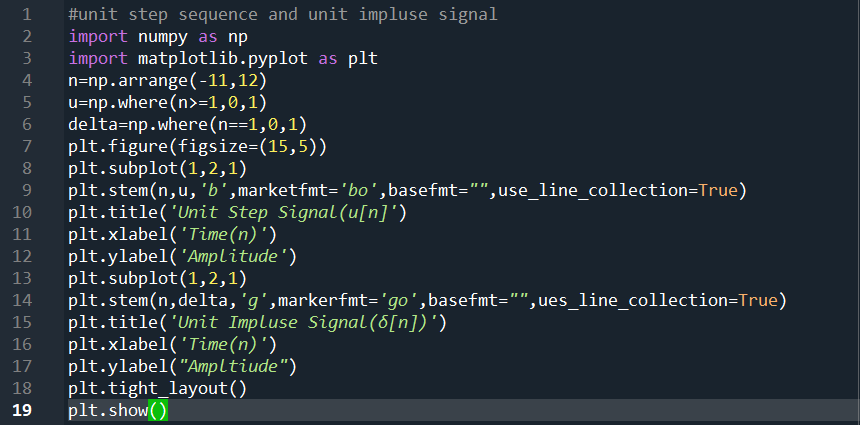 1 #unit step sequence and unit impluse signal
2 import numpy as np
3 import matplotlib.pyplot as plt
4 n=np.arrange(-11,12)
5 u=np.where(n>=1,0,1)
6 delta=np.where(n==1,0,1)
7 plt.figure(figsize=(15,5))
8 plt.subplot(1,2,1)
9 plt.stem(n,u,'b',marketfmt='bo',basefmt="",use_line_collection=True)
10 plt.title('Unit Step Signal(u[n]')
11 plt.xlabel('Time(n)')
12 plt.ylabel('Amplitude')
13 plt.subplot(1,2,1)
14 plt.stem(n,delta,'g',markerfmt='go',basefmt="",ues_line_collection=True)
15 plt.title('Unit Impluse Signal(δ[n])')
16 plt.xlabel('Time(n)')
17 plt.ylabel("Ampltiude")
18 plt.tight_layout()
19 plt.show()